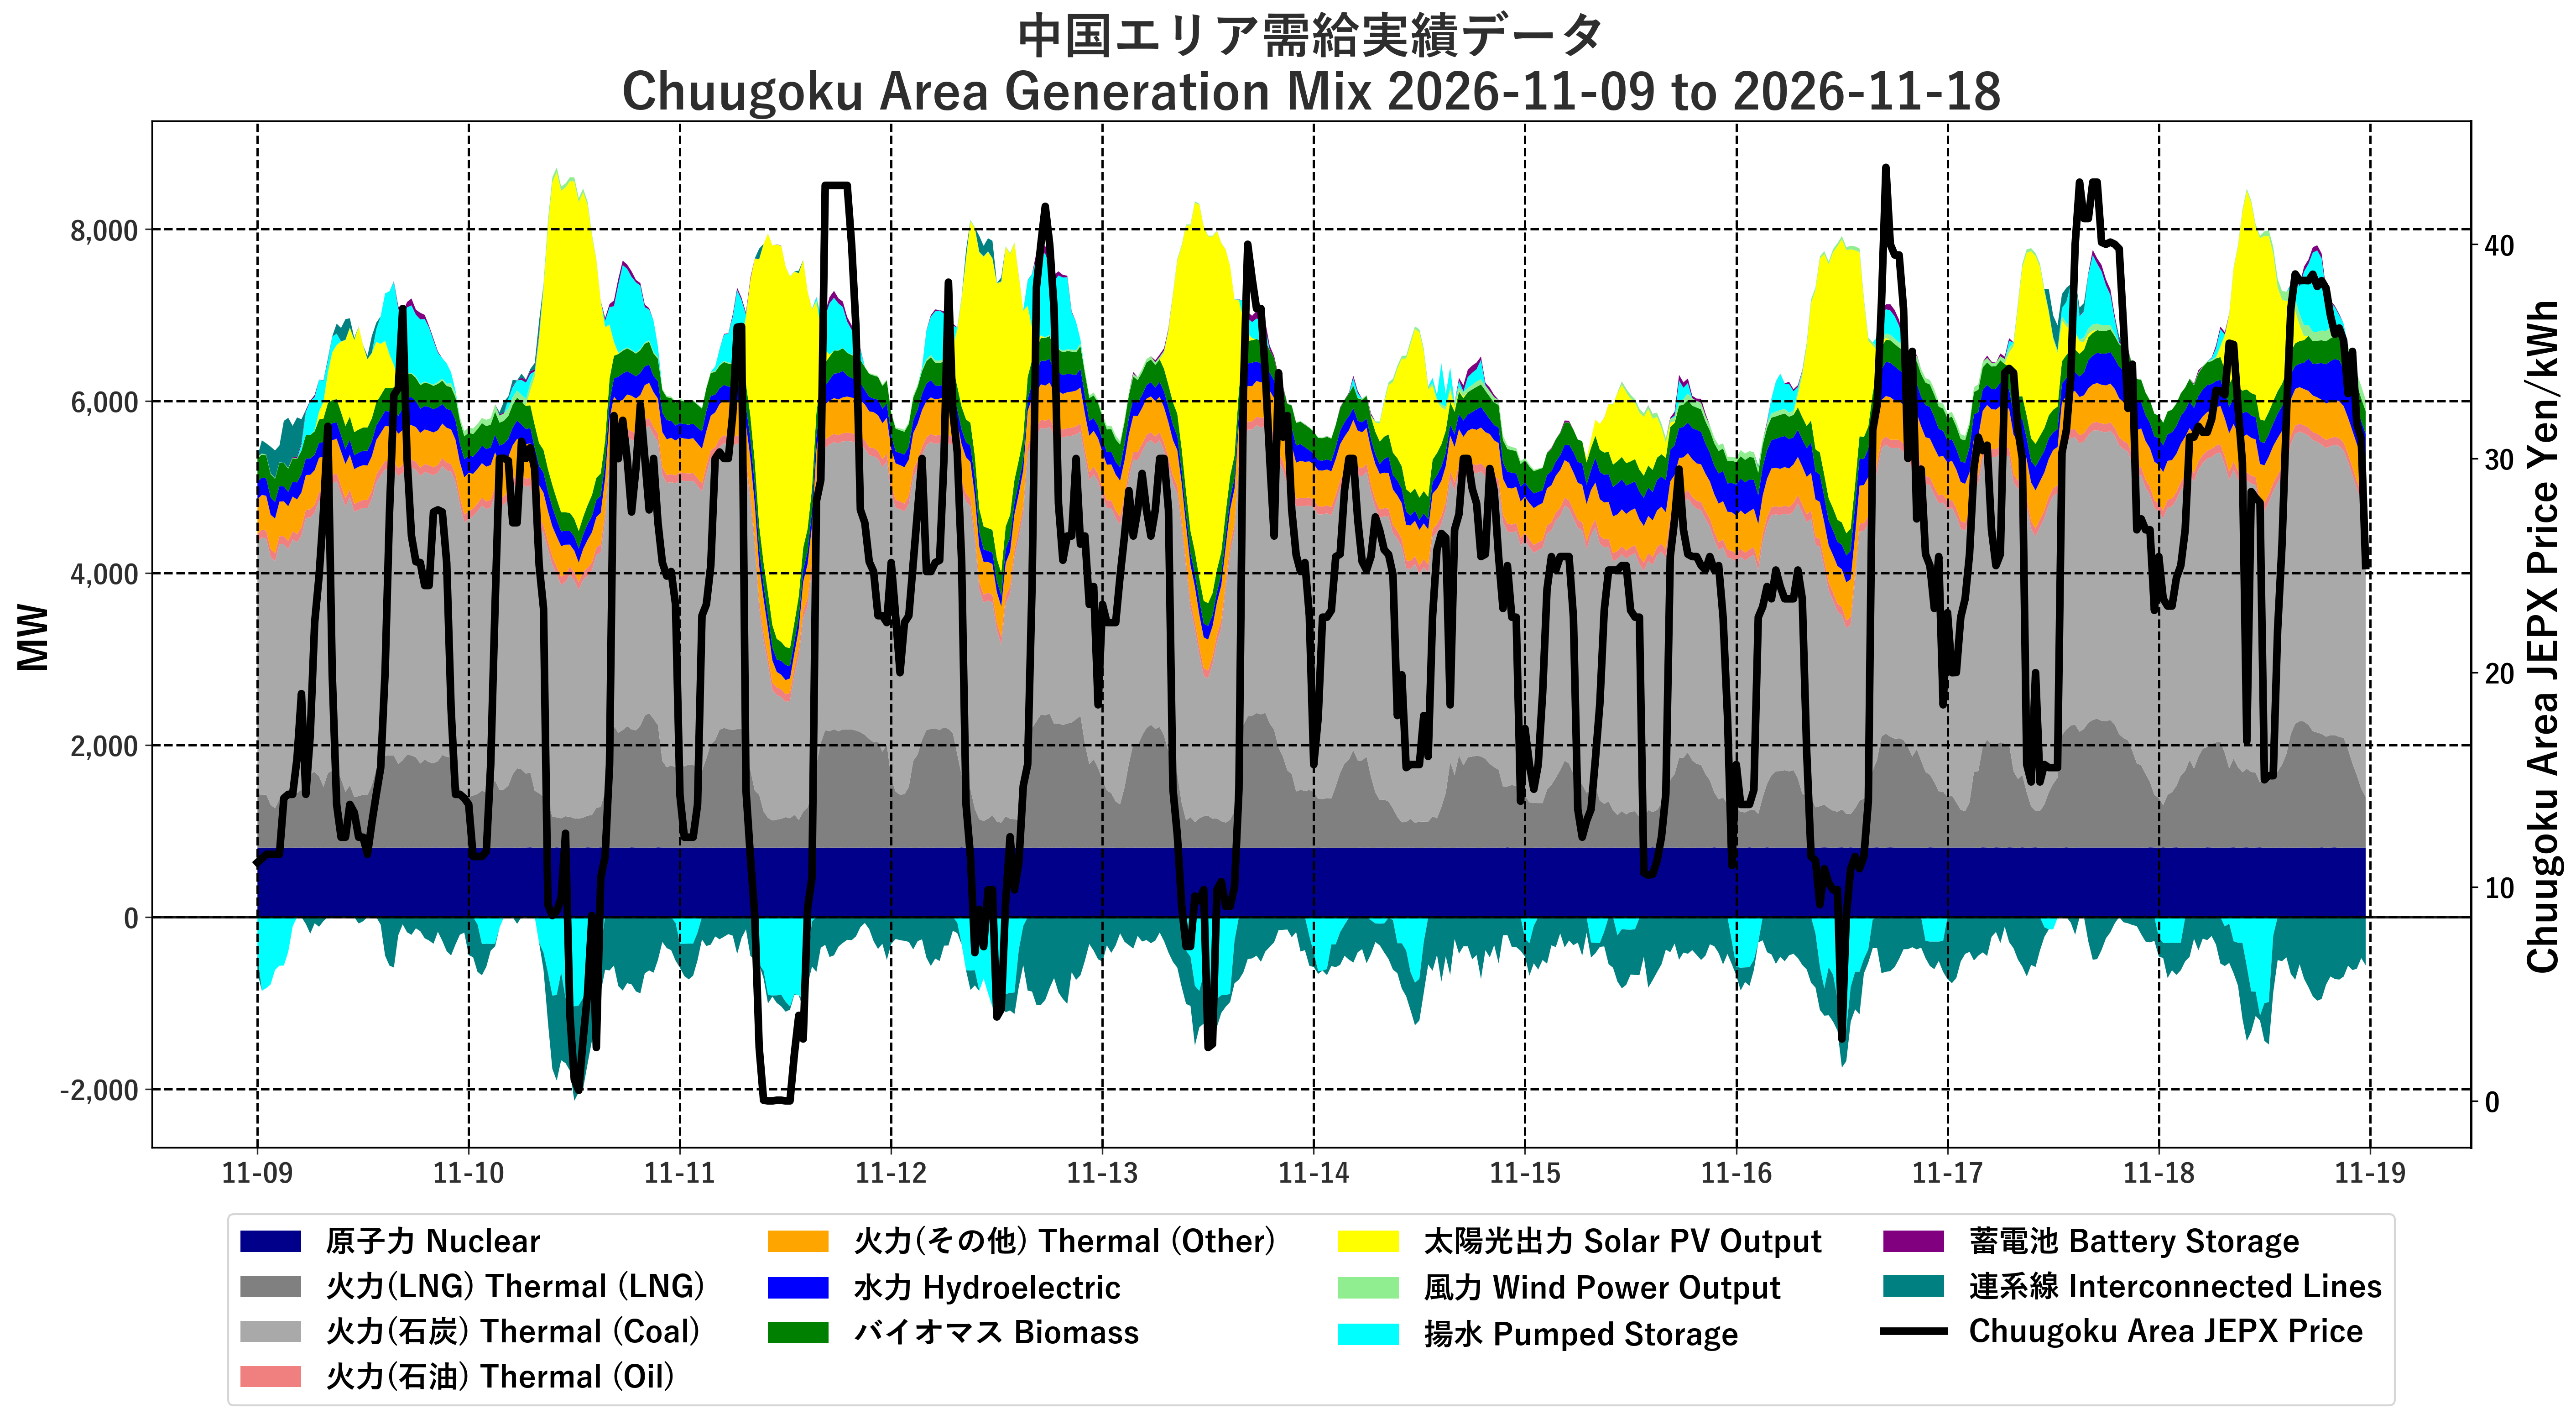 中国エリア需給実績データ
Chuugoku Area Generation Mix 2026-11-09 to 2026-11-18
MW
8,000
6,000
4,000
2,000
0
-2,000
40
30
20
10
0
Chuugoku Area JEPX Price Yen/kWh
11-09 11-10 11-11 11-12 11-13 11-14 11-15 11-16 11-17 11-18 11-19
原子力 Nuclear
火力(LNG) Thermal (LNG)
火力(石炭) Thermal (Coal)
火力(石油) Thermal (Oil)
火力(その他) Thermal (Other)
水力 Hydroelectric
バイオマス Biomass
太陽光出力 Solar PV Output
風力 Wind Power Output
揚水 Pumped Storage
蓄電池 Battery Storage
連系線 Interconnected Lines
Chuugoku Area JEPX Price